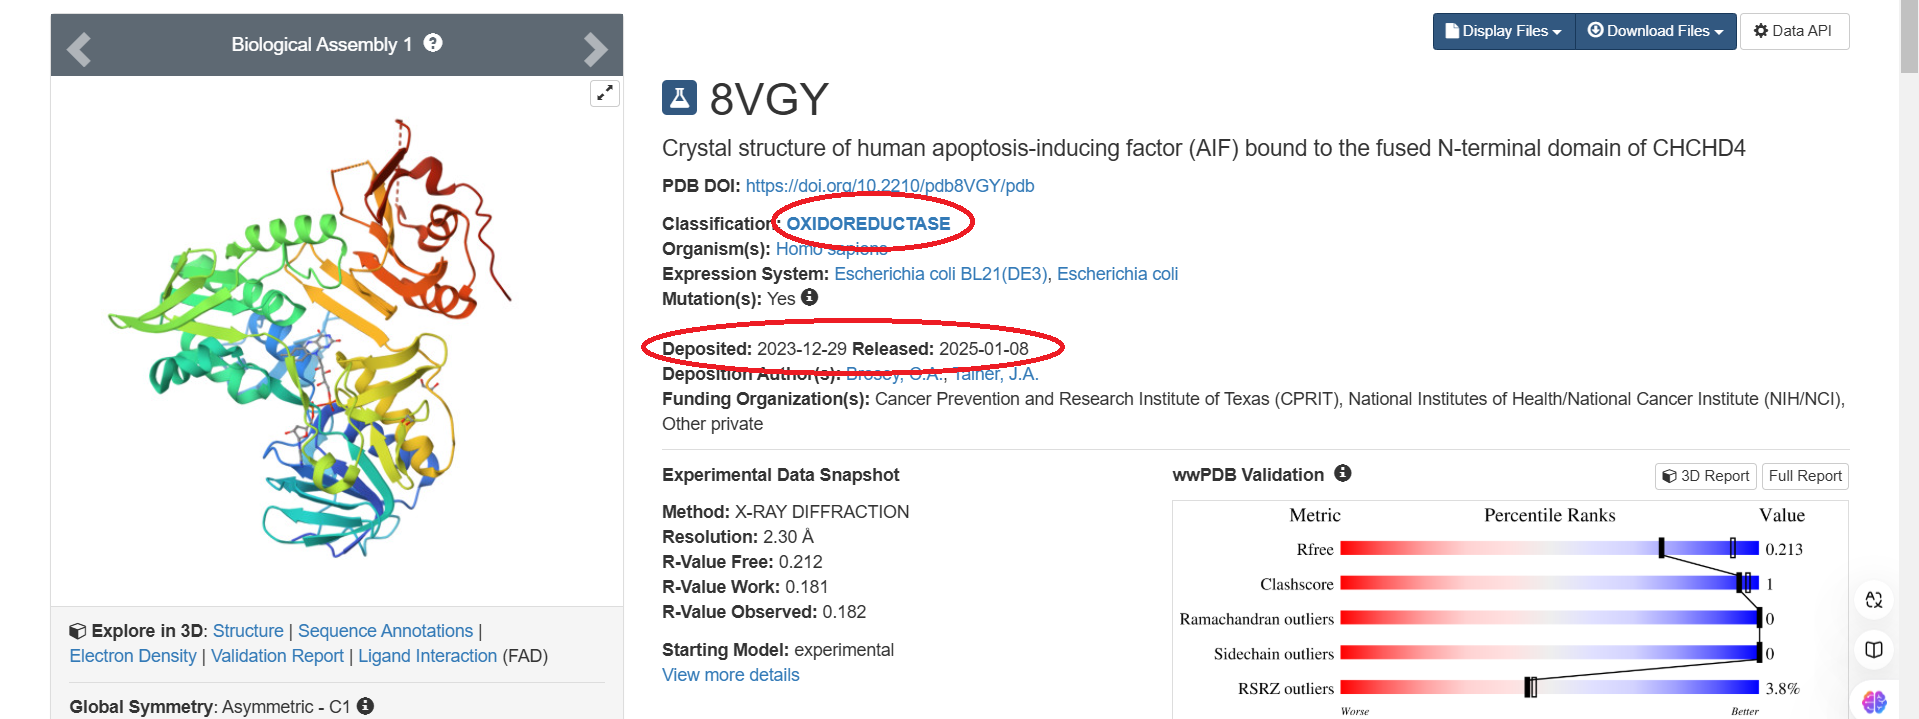 Biological Assembly 1 ?
Display Files
Download Files
Data API
8VGY
Crystal structure of human apoptosis-inducing factor (AIF) bound to the fused N-terminal domain of CHCHD4
PDB DOI: https://doi.org/10.2210/pdb8VGY/pdb
Classification: OXIDOREDUCTASE
Organism(s): Homo sapiens
Expression System: Escherichia coli BL21(DE3), Escherichia coli
Mutation(s): Yes
Deposited: 2023-12-29 Released: 2025-01-08
Deposition Author(s): Brosey, C.A., Tainer, J.A.
Funding Organization(s): Cancer Prevention and Research Institute of Texas (CPRIT), National Institutes of Health/National Cancer Institute (NIH/NCI),
Other private
Experimental Data Snapshot
Method: X-RAY DIFFRACTION
Resolution: 2.30 Å
R-Value Free: 0.212
R-Value Work: 0.181
R-Value Observed: 0.182
Starting Model: experimental
View more details
wwPDB Validation
3D Report
Full Report
Metric Percentile Ranks Value
Rfree 0.213
Clashscore 1
Ramachandran outliers 0
Sidechain outliers 0
RSRZ outliers 3.8%
Worse Better
Explore in 3D: Structure | Sequence Annotations |
Electron Density | Validation Report | Ligand Interaction (FAD)
Global Symmetry: Asymmetric - C1